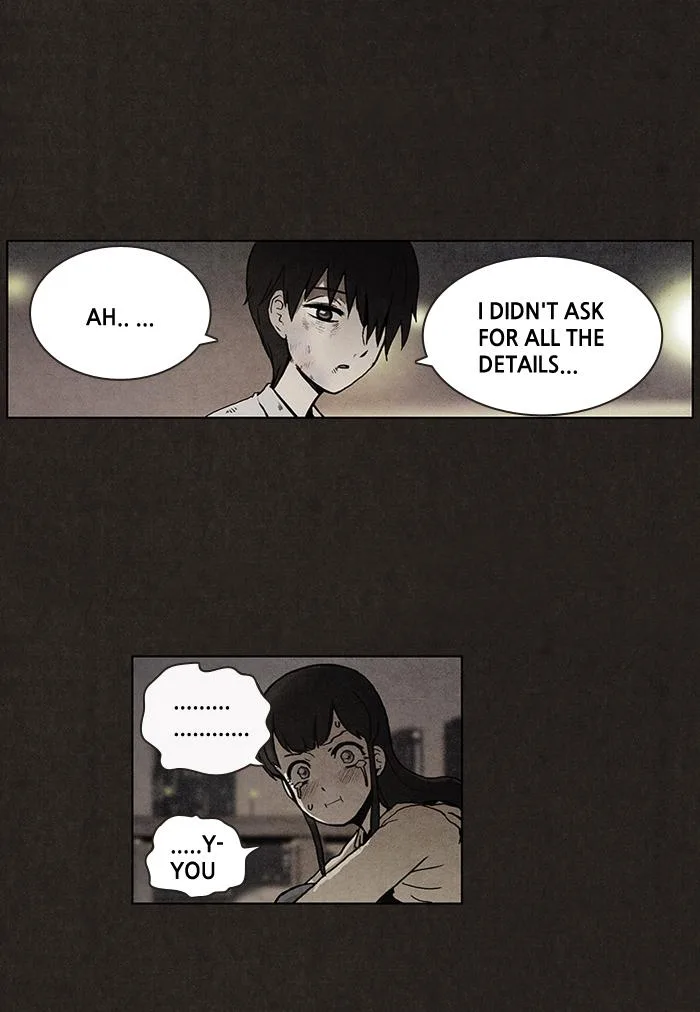 AH.. ...
I DIDN'T ASK
FOR ALL THE
DETAILS...
.........
.............
.....Y-
YOU